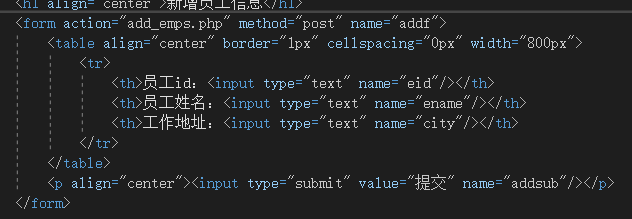 <h1 align="center">新增员工信息</h1>
<form action="add_emps.php" method="post" name="addf">
<table align="center" border="1px" cellspacing="0px" width="800px">
<tr>
<th>员工id：<input type="text" name="eid"/></th>
<th>员工姓名：<input type="text" name="ename"/></th>
<th>工作地址：<input type="text" name="city"/></th>
</tr>
</table>
<p align="center"><input type="submit" value="提交" name="addsub"/></p>
</form>